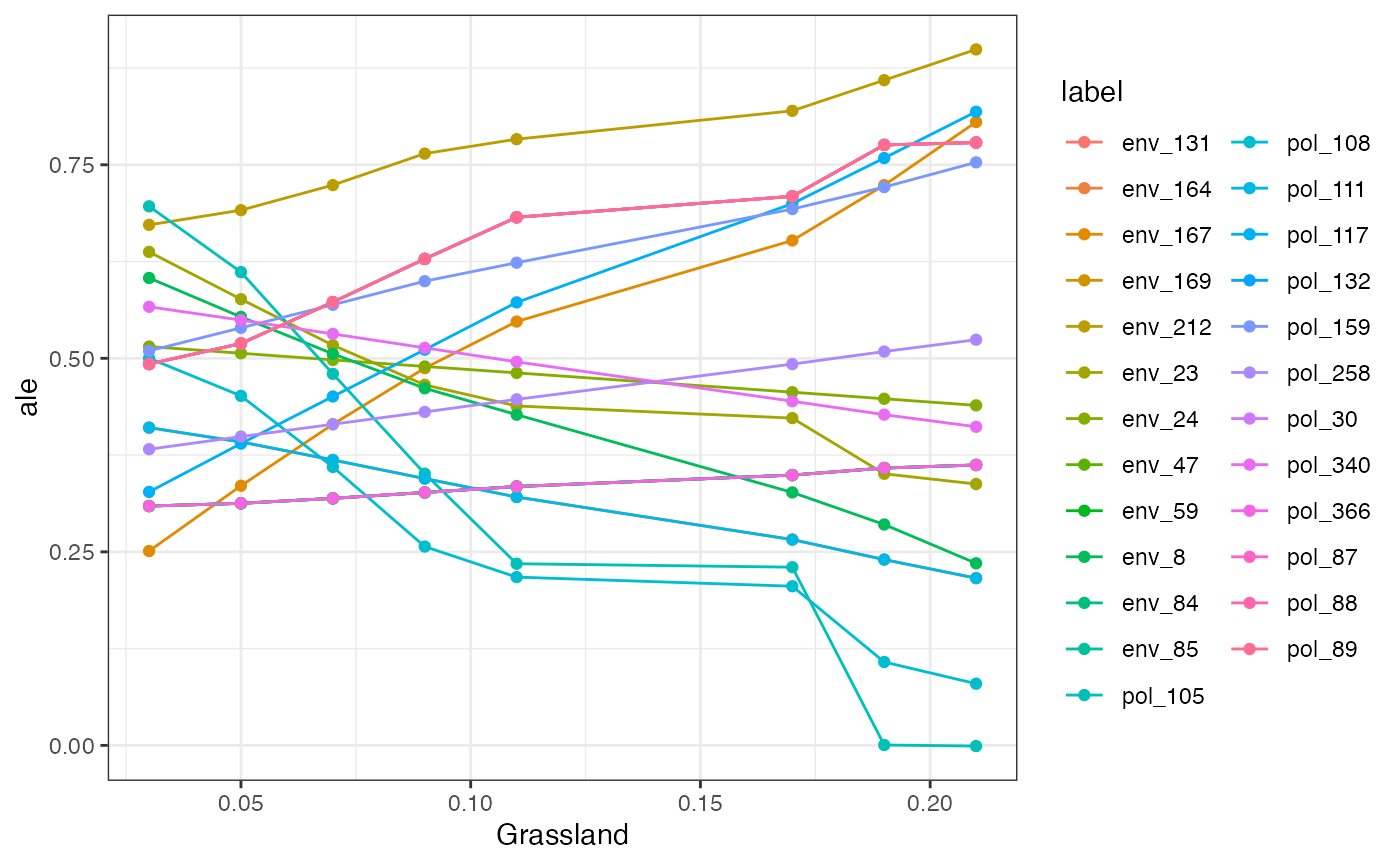 ale
0.75
0.50
0.25
0.00
0.05
0.10
0.15
0.20
Grassland
label
env_131
env_164
env_167
env_169
env_212
env_23
env_24
env_47
env_59
env_8
env_84
env_85
pol_105
pol_108
pol_111
pol_117
pol_132
pol_159
pol_258
pol_30
pol_340
pol_366
pol_87
pol_88
pol_89